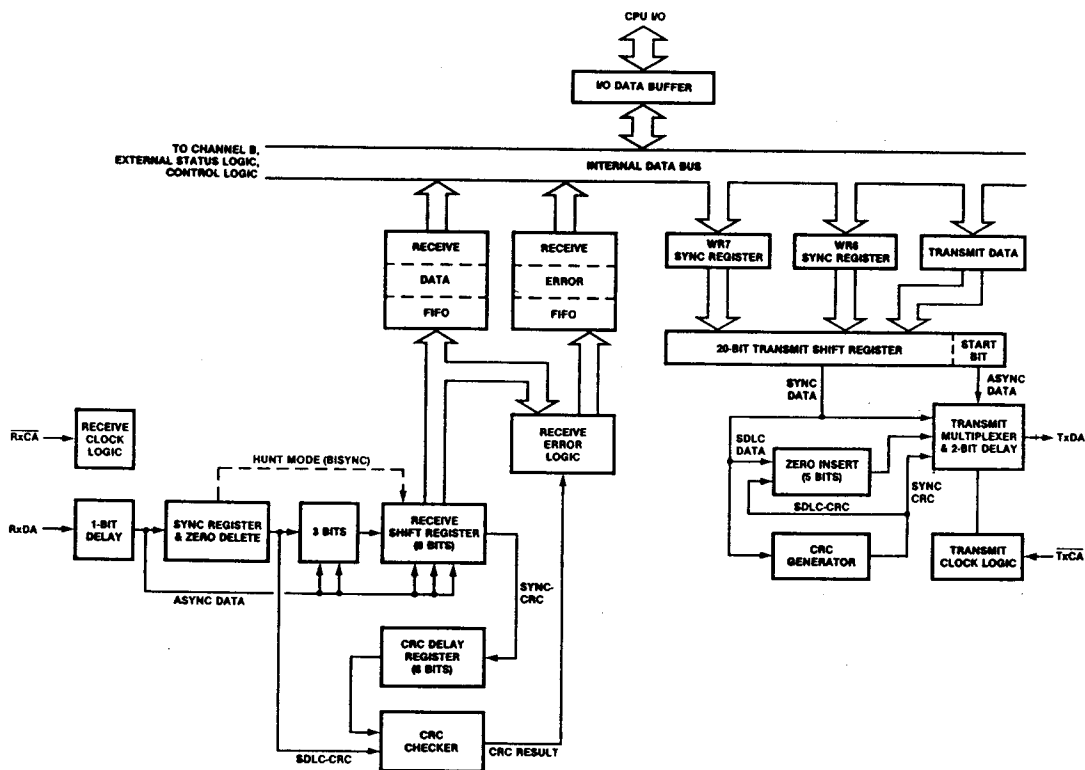 CPU I/O
I/O DATA BUFFER
TO CHANNEL B,
EXTERNAL STATUS LOGIC,
CONTROL LOGIC
INTERNAL DATA BUS
RECEIVE
DATA
FIFO
RECEIVE
ERROR
FIFO
WR7
SYNC REGISTER
WR6
SYNC REGISTER
TRANSMIT DATA
20-BIT TRANSMIT SHIFT REGISTER
START
BIT
SYNC
DATA
ASYNC
DATA
RxCA
RECEIVE
CLOCK
LOGIC
HUNT MODE (BISYNC)
RECEIVE
ERROR
LOGIC
TRANSMIT
MULTIPLEXER
& 2-BIT DELAY
TxDA
SDLC
DATA
ZERO INSERT
(5 BITS)
SYNC
CRC
SDLC-CRC
RxDA
1-BIT
DELAY
SYNC REGISTER
& ZERO DELETE
3 BITS
RECEIVE
SHIFT REGISTER
(8 BITS)
CRC
GENERATOR
TRANSMIT
CLOCK LOGIC
TxCA
ASYNC DATA
SYNC-
CRC
CRC DELAY
REGISTER
(8 BITS)
CRC
CHECKER
SDLC-CRC
CRC RESULT